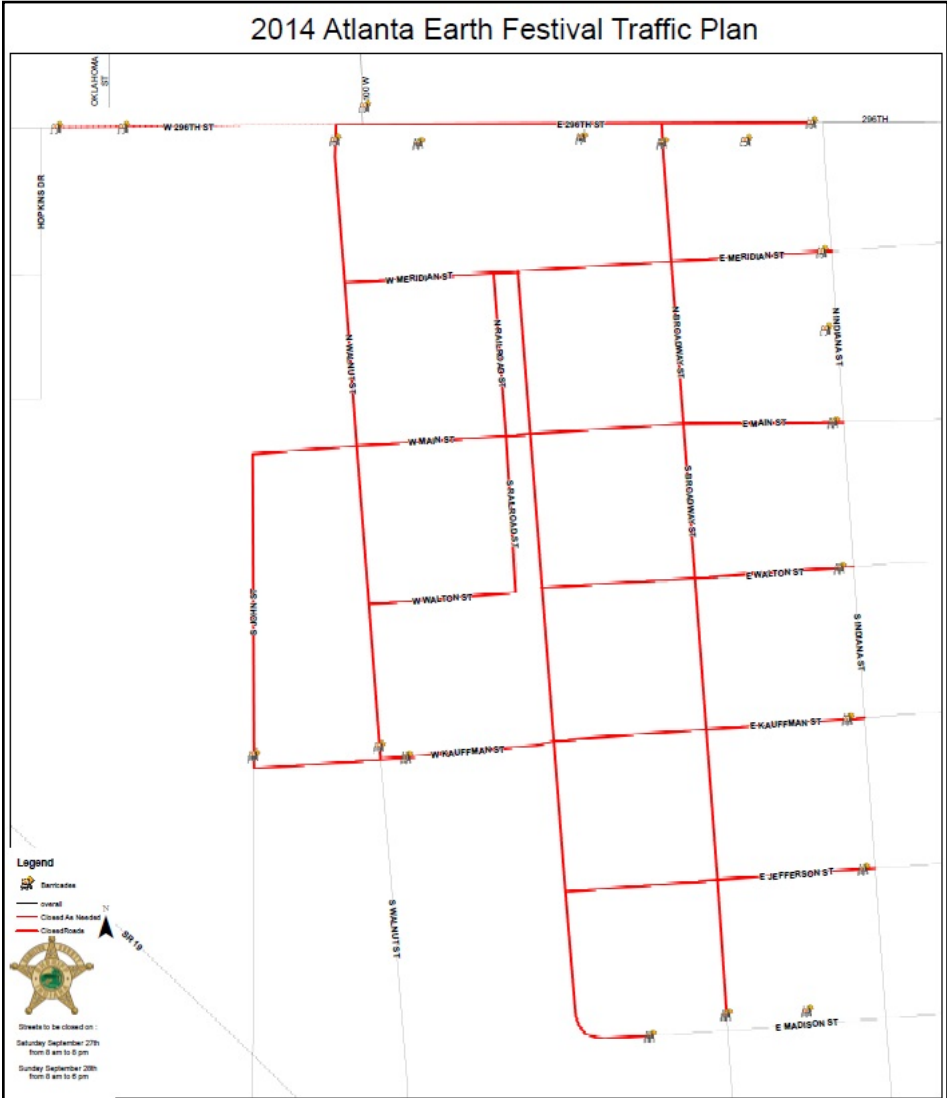 2014 Atlanta Earth Festival Traffic Plan
OKLAHOMA
ST
400 W
W 296TH ST
E 296TH ST
296TH
HOPKINS DR
W MERIDIAN ST
E MERIDIAN ST
N WALNUT ST
N RAILROAD ST
N BROADWAY ST
N INDIANA ST
W MAIN ST
E MAIN ST
S RAILROAD ST
S BROADWAY ST
S JOHN ST
W WALTON ST
E WALTON ST
S INDIANA ST
W KAUFFMAN ST
E KAUFFMAN ST
E JEFFERSON ST
S WALNUT ST
E MADISON ST
SR 19
Legend
Barricades
overall
Closed As Needed
ClosedRoads
N
Streets to be closed on :
Saturday September 27th
from 8 am to 8 pm
Sunday September 28th
from 8 am to 6 pm